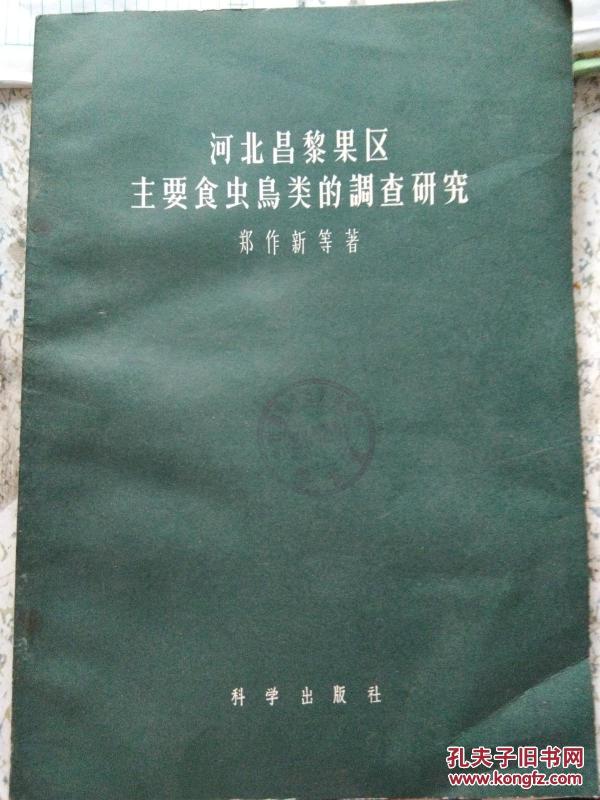 河北昌黎果区
主要食虫鳥类的調查研究
郑作新等著
科学出版社
孔夫子旧书网
www.kongfz.com